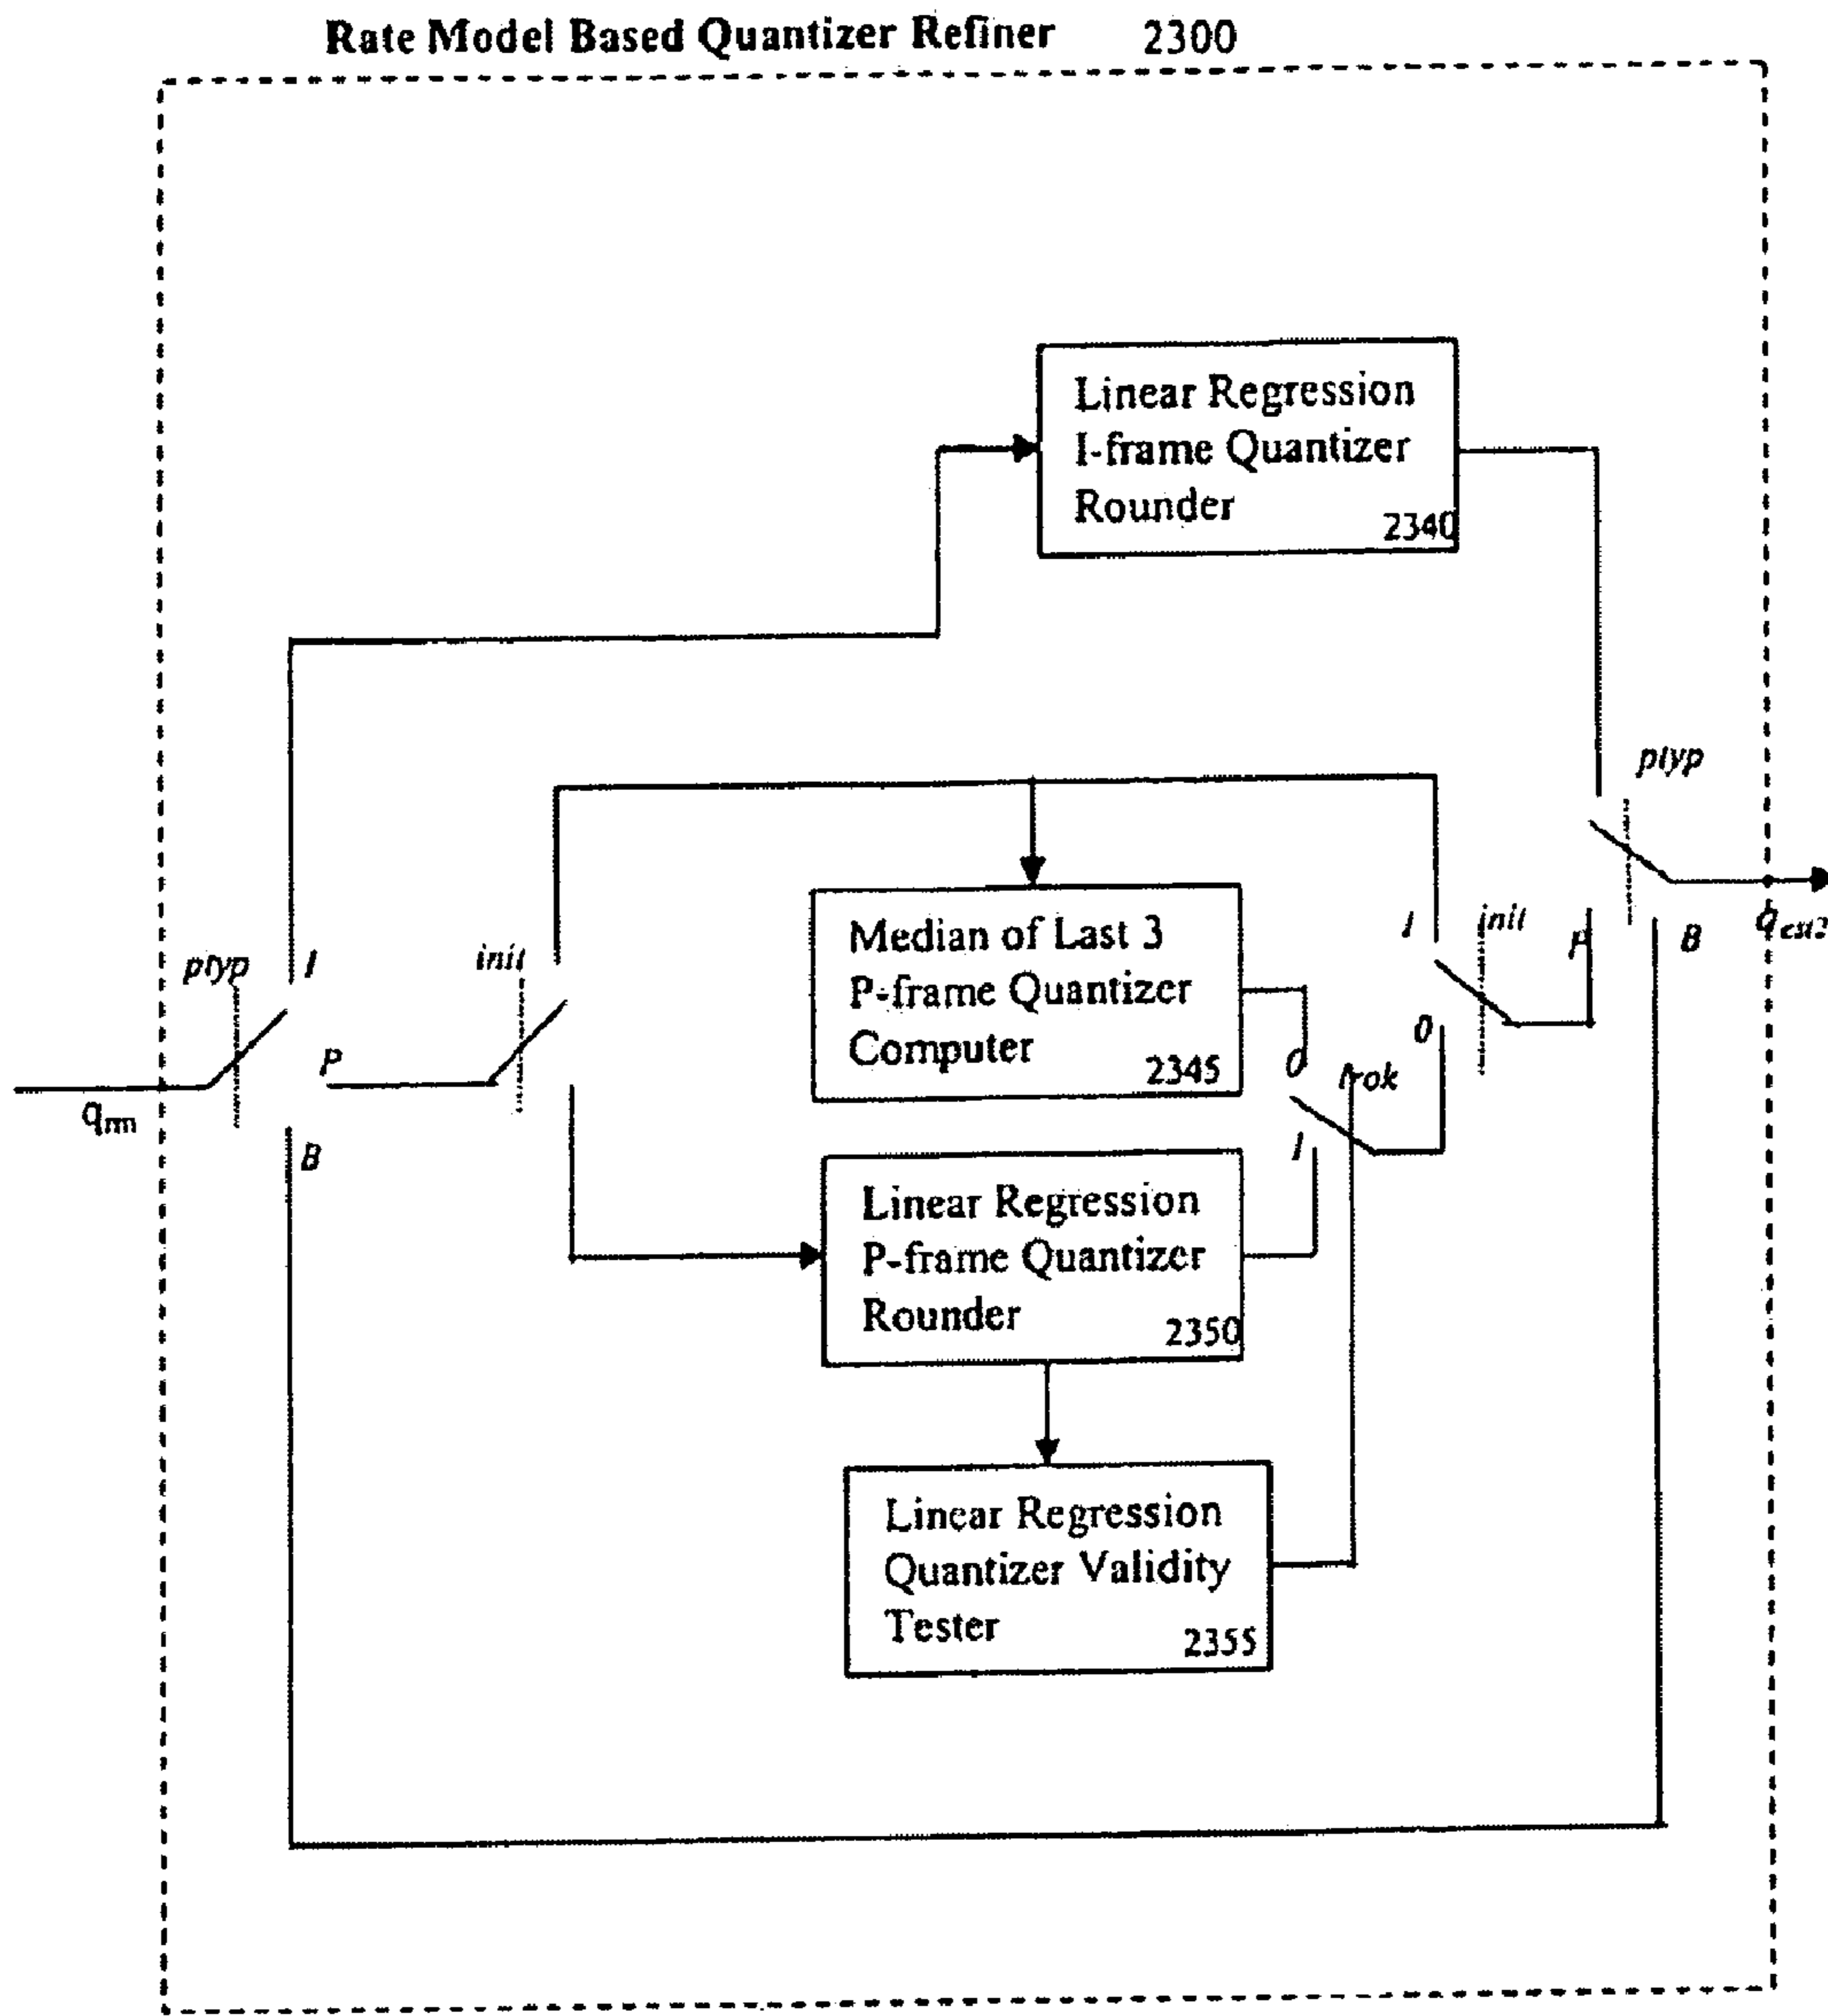 Rate Model Based Quantizer Refiner 2300
Linear Regression
I-frame Quantizer
Rounder
2340
ptyp
Median of Last 3
P-frame Quantizer
Computer
2345
ptyp
I
init
P
B
q
I
init
0
P
B
0
1
Linear Regression
P-frame Quantizer
Rounder
2350
Linear Regression
Quantizer Validity
Tester
2355